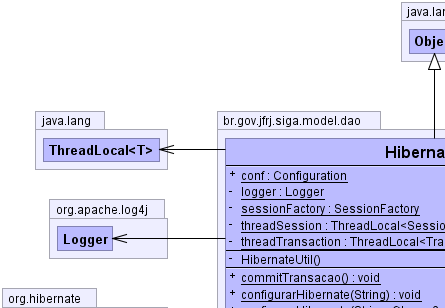 java.lan
Obje
java.lang
ThreadLocal<T>
br.gov.jfrj.siga.model.dao
Hiberna
+ conf : Configuration
- logger : Logger
- sessionFactory : SessionFactory
- threadSession : ThreadLocal<Sessio
- threadTransaction : ThreadLocal<Tra
- HibernateUtil()
+ commitTransacao() : void
+ configurarHibernate(String) : void
org.apache.log4j
Logger
org.hibernate